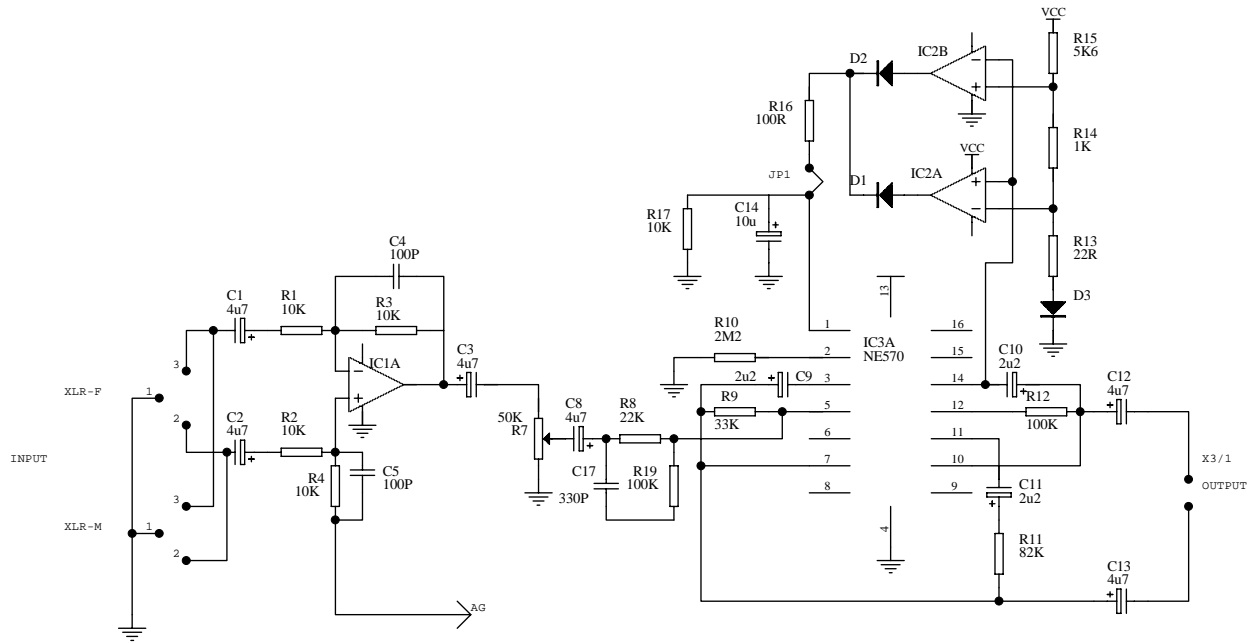 VCC
R15
5K6
D2
IC2B
R16
100R
R14
1K
VCC
JP1
D1
IC2A
R17
10K
C14
10u
R13
22R
C4
100P
D3
C1
4u7
R1
10K
R3
10K
13
R10
2M2
1
IC3A
NE570
16
IC1A
C3
4u7
2
15
C10
2u2
3
2u2
C9
3
14
C12
4u7
XLR-F
1
50K
R7
C8
4u7
R8
22K
R9
33K
5
12
R12
100K
2
C2
4u7
R2
10K
6
11
INPUT
R4
10K
C5
100P
C17
330P
R19
100K
7
10
X3/1
OUTPUT
3
8
9
C11
2u2
XLR-M
1
4
R11
82K
2
C13
4u7
AG